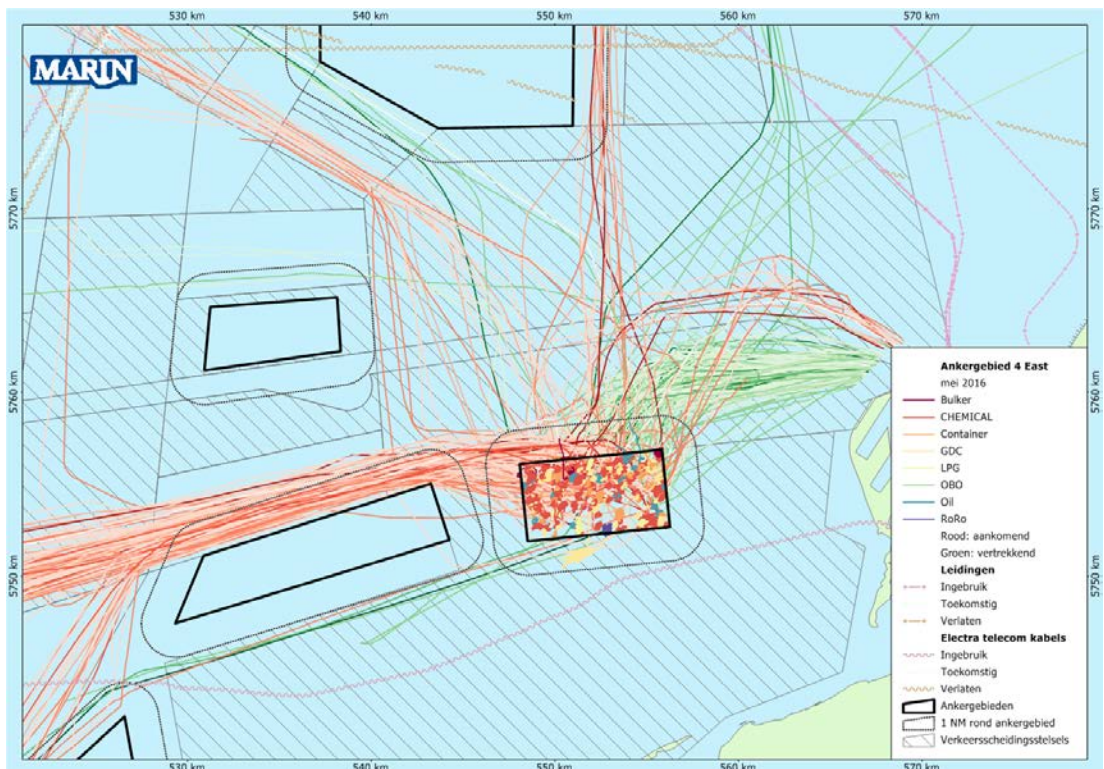 530 km
540 km
550 km
560 km
570 km
MARIN
5770 km
5770 km
5760 km
5760 km
5750 km
5750 km
Ankergebied 4 East
mei 2016
Bulker
CHEMICAL
Container
GDC
LPG
OBO
Oil
RoRo
Rood: aankomend
Groen: vertrekkend
Leidingen
Ingebruik
Toekomstig
Verlaten
Electra telecom kabels
Ingebruik
Toekomstig
Verlaten
Ankergebieden
1 NM rond ankergebied
Verkeersscheidingsstelsels
530 km
540 km
550 km
560 km
570 km